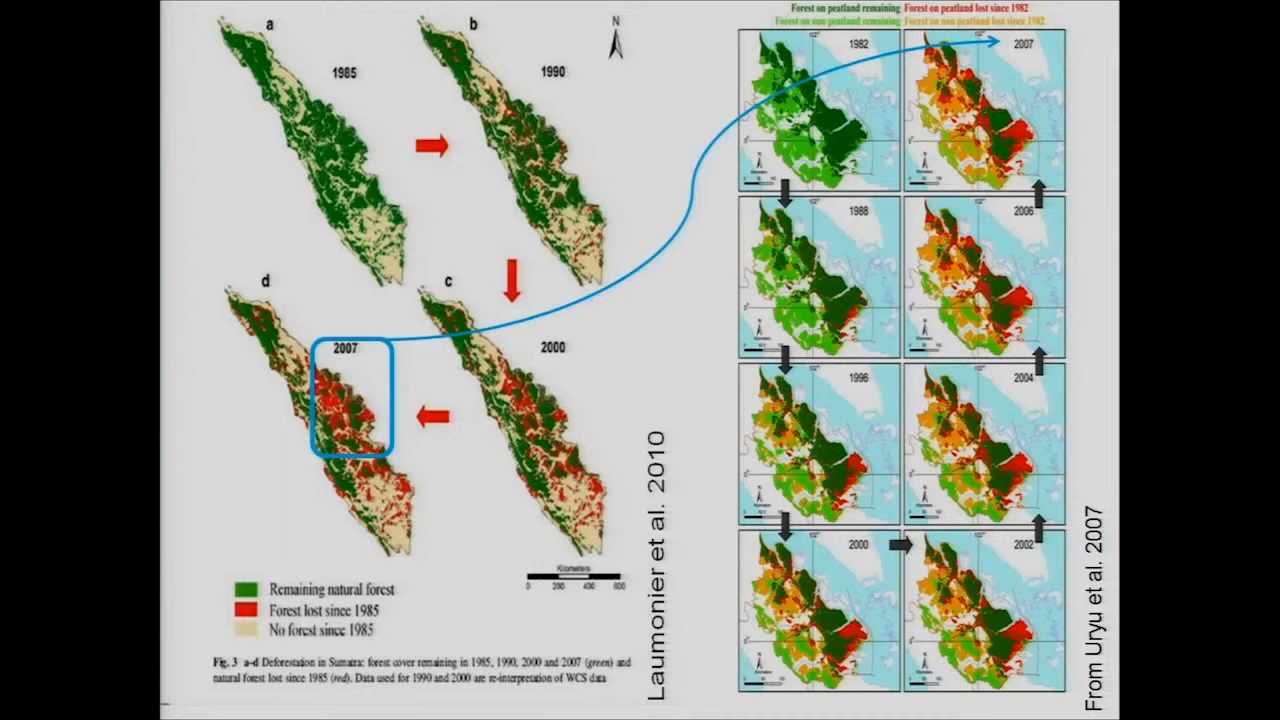 a
1985
b
1990
N
d
2007
c
2000
Kilometers
0 200 400 600
Remaining natural forest
Forest lost since 1985
No forest since 1985
Fig. 3 a-d Deforestation in Sumatra: forest cover remaining in 1985, 1990, 2000 and 2007 (green) and
natural forest lost since 1985 (red). Data used for 1990 and 2000 are re-interpretation of WCS data
Laumonier et al. 2010
Forest on peatland remaining Forest on peatland lost since 1982
Forest on non peatland remaining Forest on non peatland lost since 1982
1982
2007
1988
2006
1996
2004
2000
2002
From Uryu et al. 2007